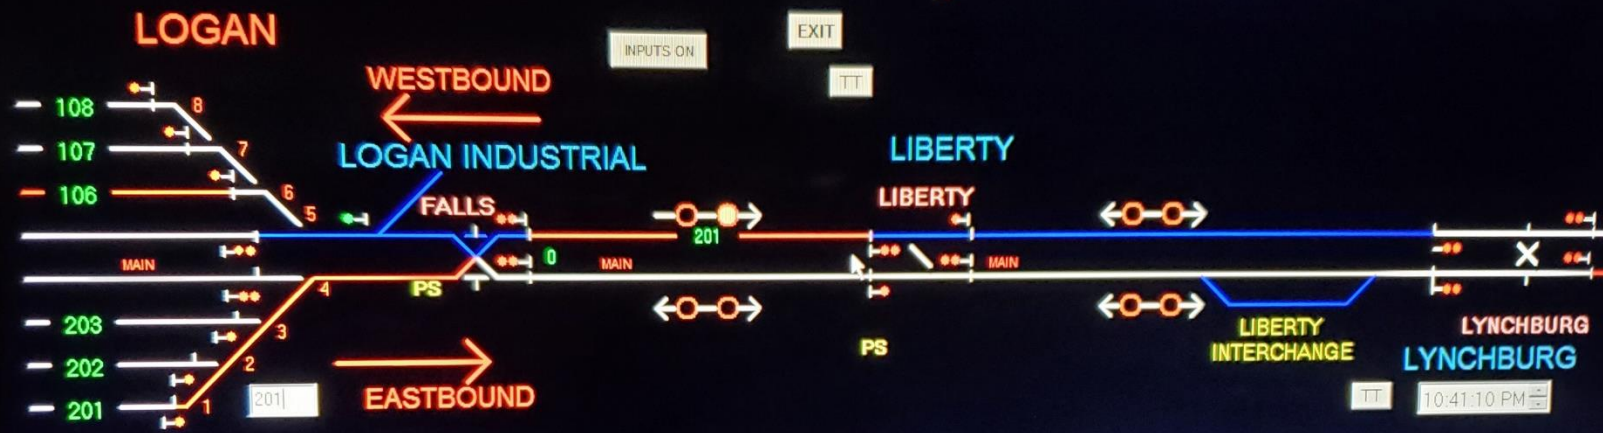 LOGAN
EXIT
INPUTS ON
TT
WESTBOUND
108
8
107
7
LOGAN INDUSTRIAL
LIBERTY
106
6
FALLS
LIBERTY
5
201
0
MAIN
MAIN
MAIN
4
PS
203
3
LIBERTY
INTERCHANGE
LYNCHBURG
PS
202
2
LYNCHBURG
201
1
201
EASTBOUND
TT
10:41:10 PM